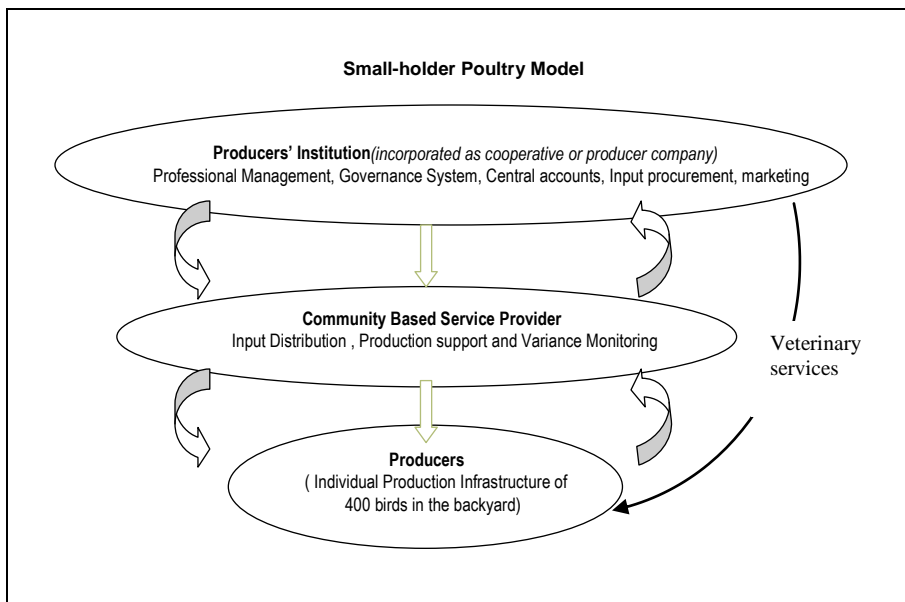 Small-holder Poultry Model
Producers' Institution(incorporated as cooperative or producer company)
Professional Management, Governance System, Central accounts, Input procurement, marketing
Community Based Service Provider
Input Distribution , Production support and Variance Monitoring
Veterinary
services
Producers
( Individual Production Infrastructure of
400 birds in the backyard)